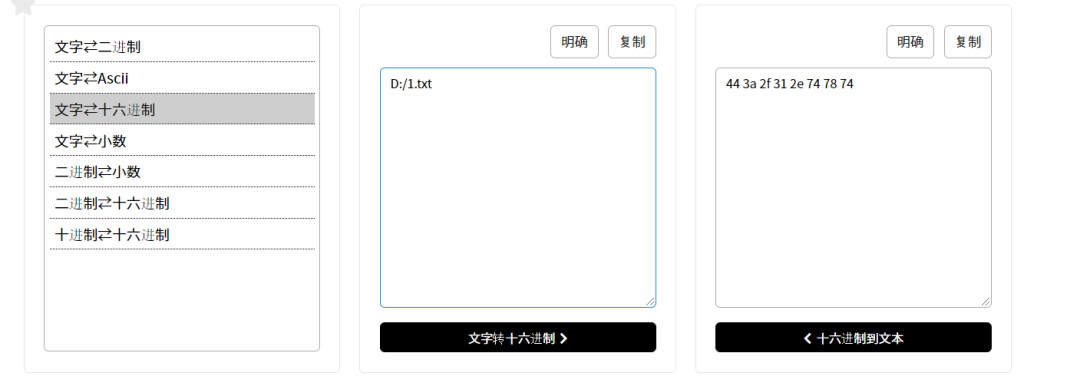 文字⇄二进制
文字⇄Ascii
文字⇄十六进制
文字⇄小数
二进制⇄小数
二进制⇄十六进制
十进制⇄十六进制
明确 复制
D:/1.txt
文字转十六进制
明确 复制
44 3a 2f 31 2e 74 78 74
十六进制到文本